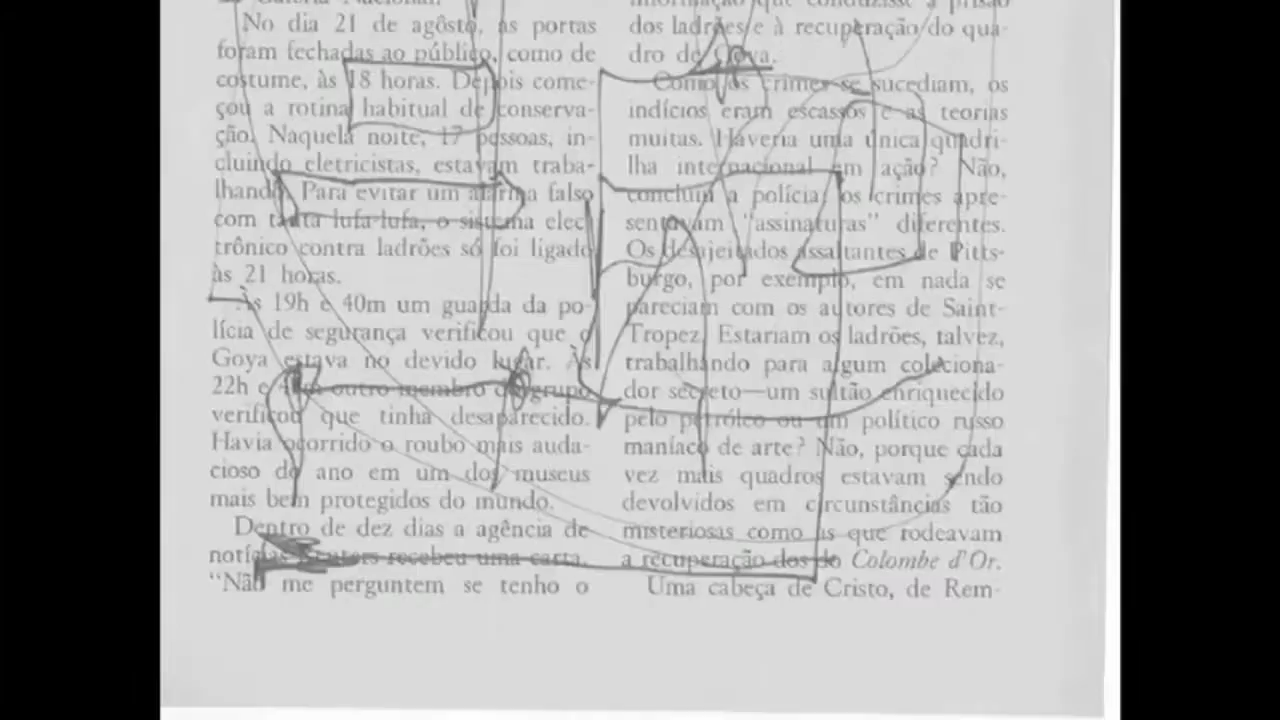 Galeria Nacional.
No dia 21 de agôsto, as portas
foram fechadas ao público, como de
costume, às 18 horas. Depois come-
çou a rotina habitual de conserva-
ção. Naquela noite, 17 pessoas, in-
cluindo eletricistas, estavam traba-
lhando. Para evitar um alarma falso
com tanta lufa-lufa, o sistema elec
trônico contra ladrões só foi ligado
às 21 horas.
Às 19h e 40m um guarda da po-
lícia de segurança verificou que o
Goya estava no devido lugar. Às
22h e outro membro do grupo
verificou que tinha desaparecido.
Havia ocorrido o roubo mais auda-
cioso do ano em um dos museus
mais bem protegidos do mundo.
Dentro de dez dias a agência de
notícias Reuters recebeu uma carta.
“Não me perguntem se tenho o
informação que conduzisse à prisão
dos ladrões e à recuperação do qua-
dro de Goya.
Como os crimes se sucediam, os
indícios eram escassos e as teorias
muitas. Haveria uma única quadri-
lha internacional em ação? Não,
concluiu a polícia, os crimes apre-
sentavam “assinaturas” diferentes.
Os desajeitados assaltantes de Pitts-
burgo, por exemplo, em nada se
pareciam com os autores de Saint-
Tropez. Estariam os ladrões, talvez,
trabalhando para algum coleciona-
dor secreto—um sultão enriquecido
pelo petróleo ou um político russo
maníaco de arte? Não, porque cada
vez mais quadros estavam sendo
devolvidos em circunstâncias tão
misteriosas como as que rodeavam
a recuperação dos do Colombe d’Or.
Uma cabeça de Cristo, de Rem-